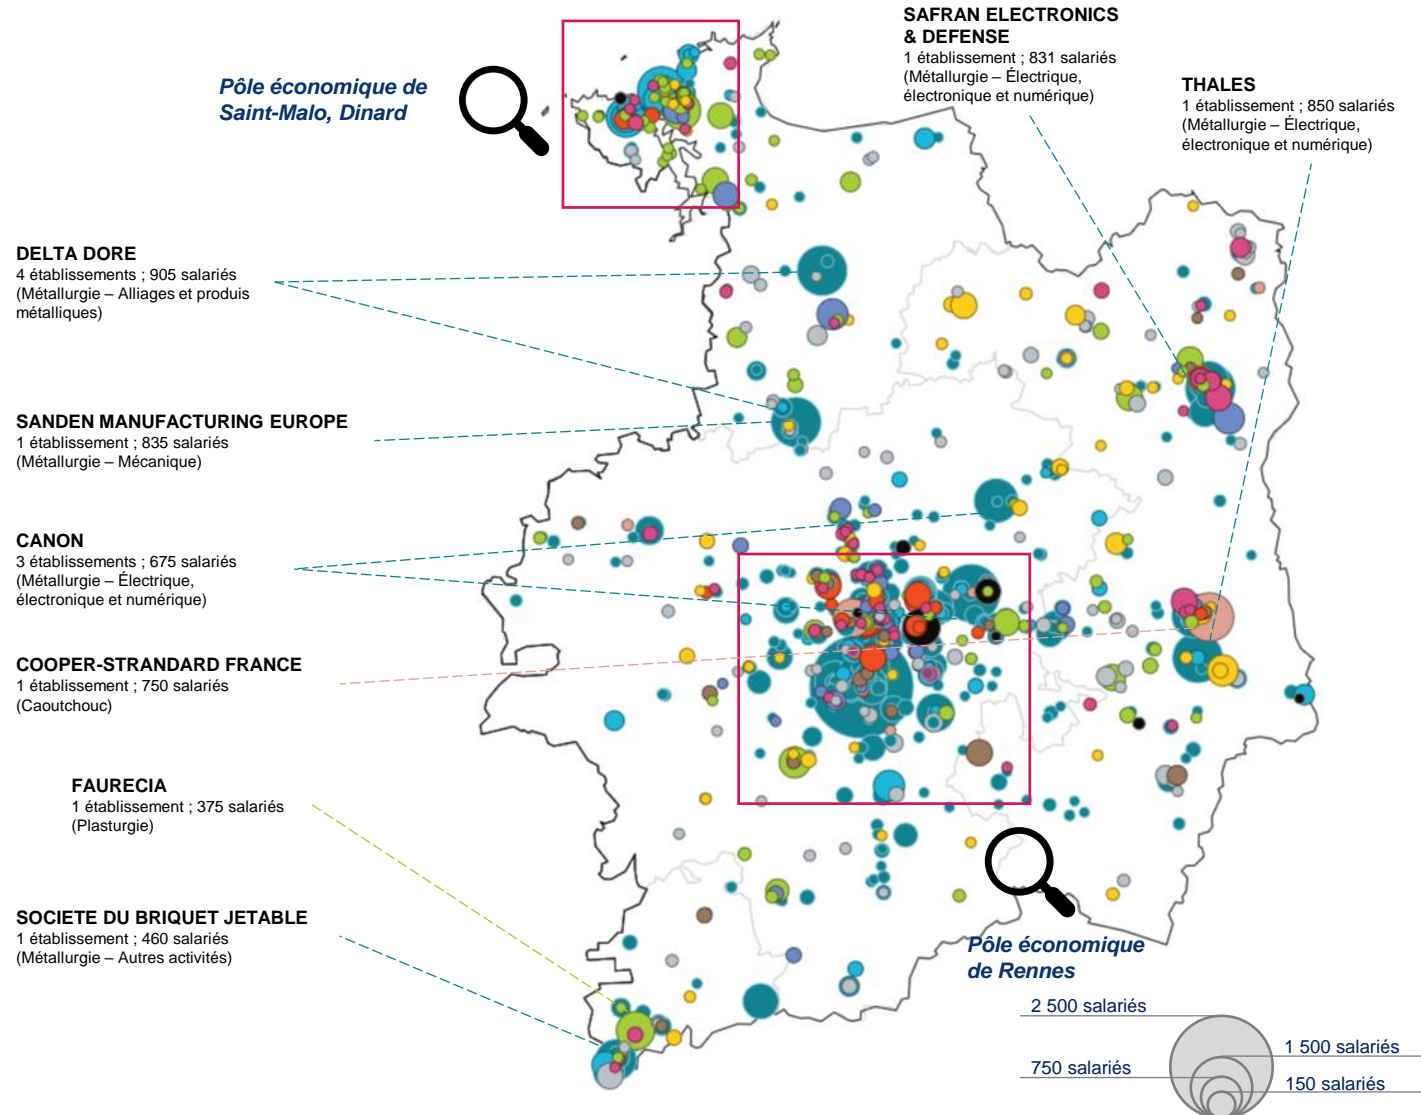 SAFRAN ELECTRONICS
& DEFENSE
1 établissement ; 831 salariés
(Métallurgie – Électrique,
électronique et numérique)
THALES
1 établissement ; 850 salariés
(Métallurgie – Électrique,
électronique et numérique)
Pôle économique de
Saint-Malo, Dinard
DELTA DORE
4 établissements ; 905 salariés
(Métallurgie – Alliages et produis
métalliques)
SANDEN MANUFACTURING EUROPE
1 établissement ; 835 salariés
(Métallurgie – Mécanique)
CANON
3 établissements ; 675 salariés
(Métallurgie – Électrique,
électronique et numérique)
COOPER-STRANDARD FRANCE
1 établissement ; 750 salariés
(Caoutchouc)
FAURECIA
1 établissement ; 375 salariés
(Plasturgie)
SOCIETE DU BRIQUET JETABLE
1 établissement ; 460 salariés
(Métallurgie – Autres activités)
Pôle économique
de Rennes
2 500 salariés
1 500 salariés
750 salariés
150 salariés